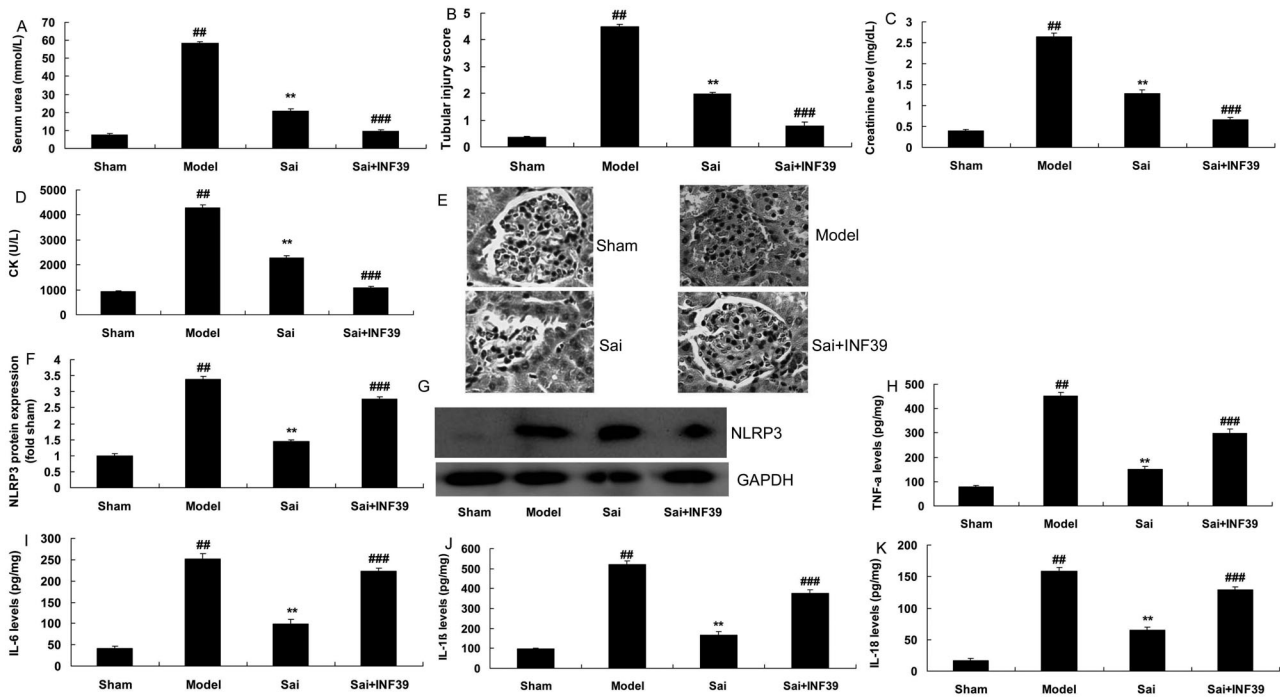 A
Serum urea (mmol/L)
70
60
50
40
30
20
10
0
##
**
###
Sham Model Sai Sai+INF39
B
Tubular injury score
5
4
3
2
1
0
##
**
###
Sham Model Sai Sai+INF39
C
Creatinine level (mg/dL)
3
2.5
2
1.5
1
0.5
0
##
**
###
Sham Model Sai Sai+INF39
D
CK (U/L)
5000
4000
3000
2000
1000
0
##
**
###
Sham Model Sai Sai+INF39
E
Sham
Model
Sai
Sai+INF39
F
NLRP3 protein expression
(fold sham)
4
3.5
3
2.5
2
1.5
1
0.5
0
##
**
###
Sham Model Sai Sai+INF39
G
NLRP3
GAPDH
Sham Model Sai Sai+INF39
H
TNF-a levels (pg/mg)
500
400
300
200
100
0
##
**
###
Sham Model Sai Sai+INF39
I
IL-6 levels (pg/mg)
300
250
200
150
100
50
0
##
**
###
Sham Model Sai Sai+INF39
J
IL-1ß levels (pg/mg)
600
500
400
300
200
100
0
##
**
###
Sham Model Sai Sai+INF39
K
IL-18 levels (pg/mg)
200
150
100
50
0
##
**
###
Sham Model Sai Sai+INF39